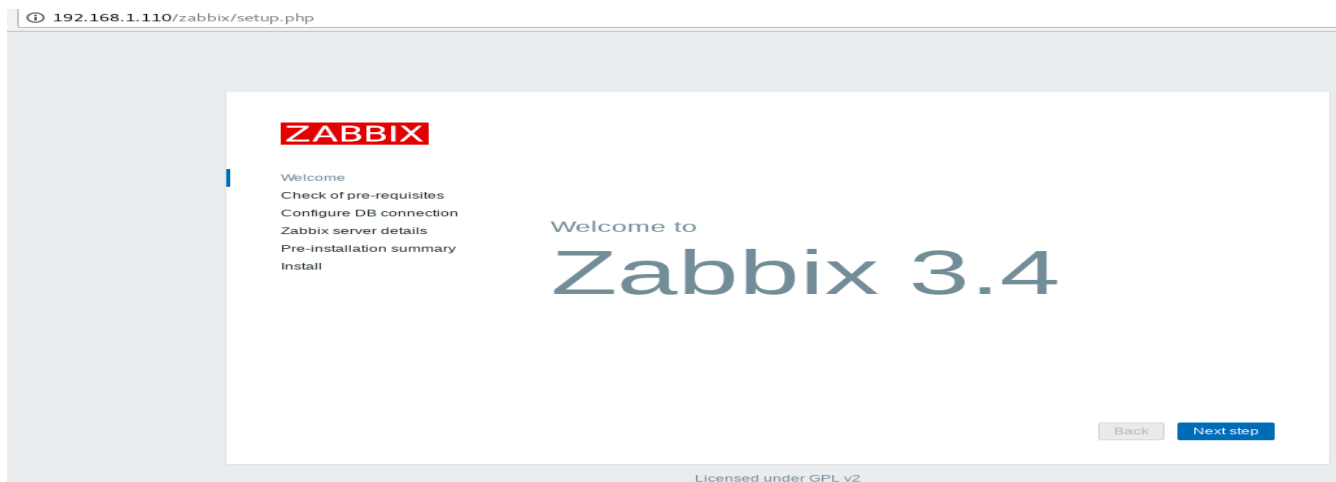 192.168.1.110/zabbix/setup.php
ZABBIX
Welcome
Check of pre-requisites
Configure DB connection
Zabbix server details
Pre-installation summary
Install
Welcome to
Zabbix 3.4
Back
Next step
Licensed under GPL v2